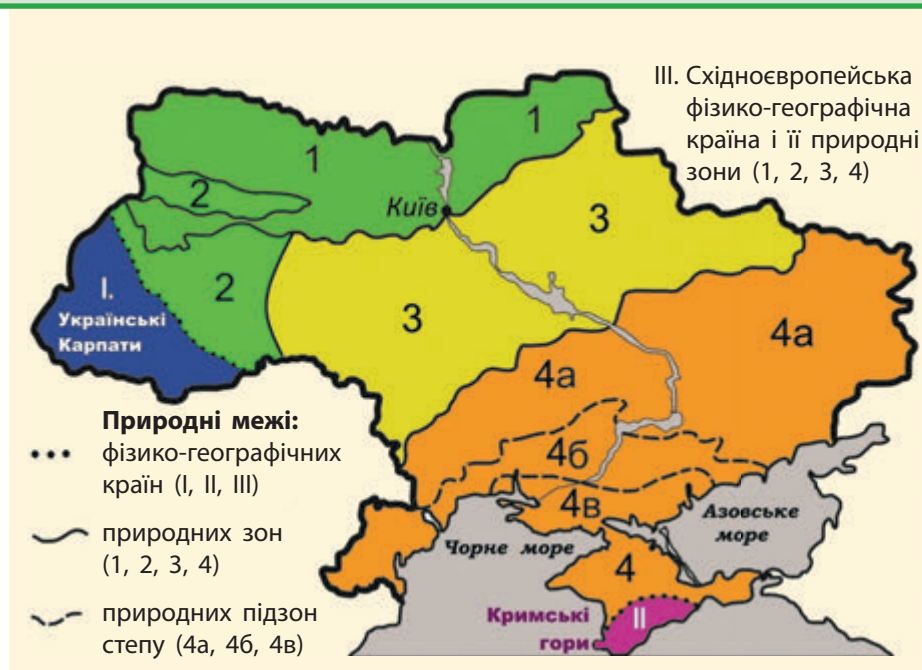 III. Східноєвропейська
фізико-географічна
країна і її природні
зони (1, 2, 3, 4)
1
1
2
Київ
3
2
I.
Українські
Карпати
3
4а
4а
Природні межі:
фізико-географічних
країн (I, II, III)
природних зон
(1, 2, 3, 4)
природних підзон
степу (4а, 4б, 4в)
4б
4в
Азовське
море
Чорне море
4
Кримські
гори
II